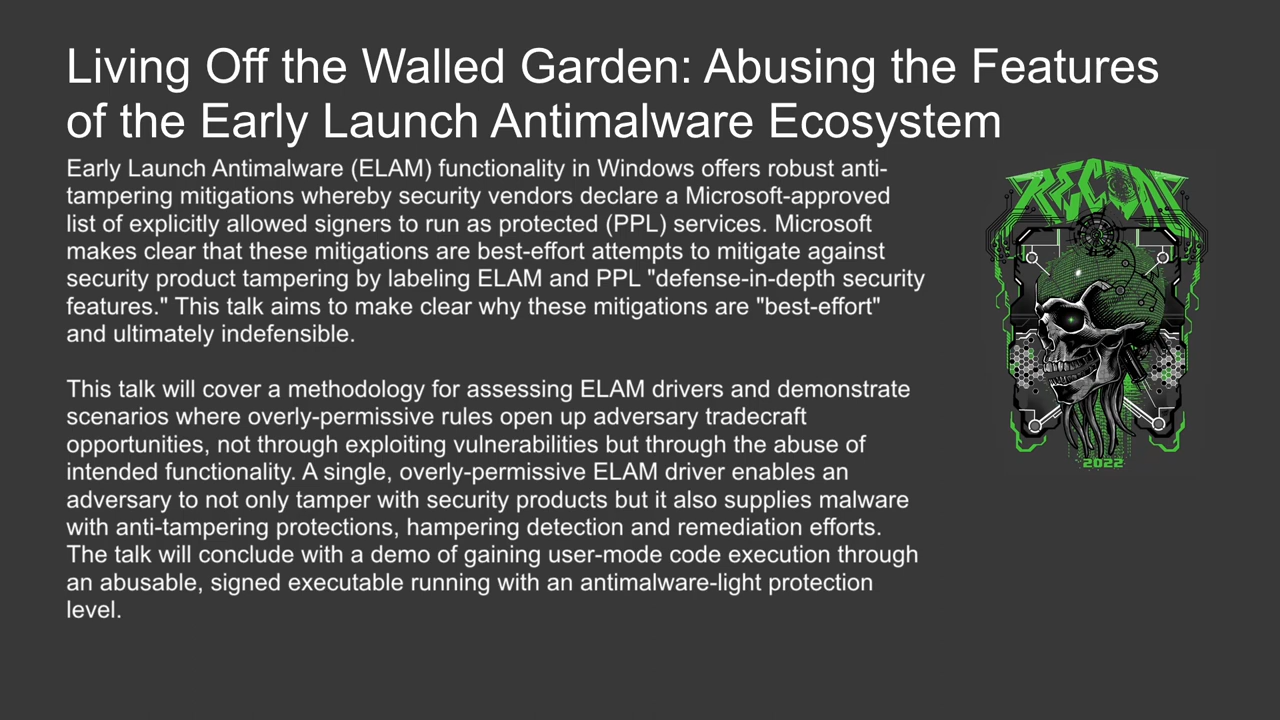 Living Off the Walled Garden: Abusing the Features
of the Early Launch Antimalware Ecosystem
Early Launch Antimalware (ELAM) functionality in Windows offers robust anti-
tampering mitigations whereby security vendors declare a Microsoft-approved
list of explicitly allowed signers to run as protected (PPL) services. Microsoft
makes clear that these mitigations are best-effort attempts to mitigate against
security product tampering by labeling ELAM and PPL "defense-in-depth security
features." This talk aims to make clear why these mitigations are "best-effort"
and ultimately indefensible.
This talk will cover a methodology for assessing ELAM drivers and demonstrate
scenarios where overly-permissive rules open up adversary tradecraft
opportunities, not through exploiting vulnerabilities but through the abuse of
intended functionality. A single, overly-permissive ELAM driver enables an
adversary to not only tamper with security products but it also supplies malware
with anti-tampering protections, hampering detection and remediation efforts.
The talk will conclude with a demo of gaining user-mode code execution through
an abusable, signed executable running with an antimalware-light protection
level.
RECON
2022